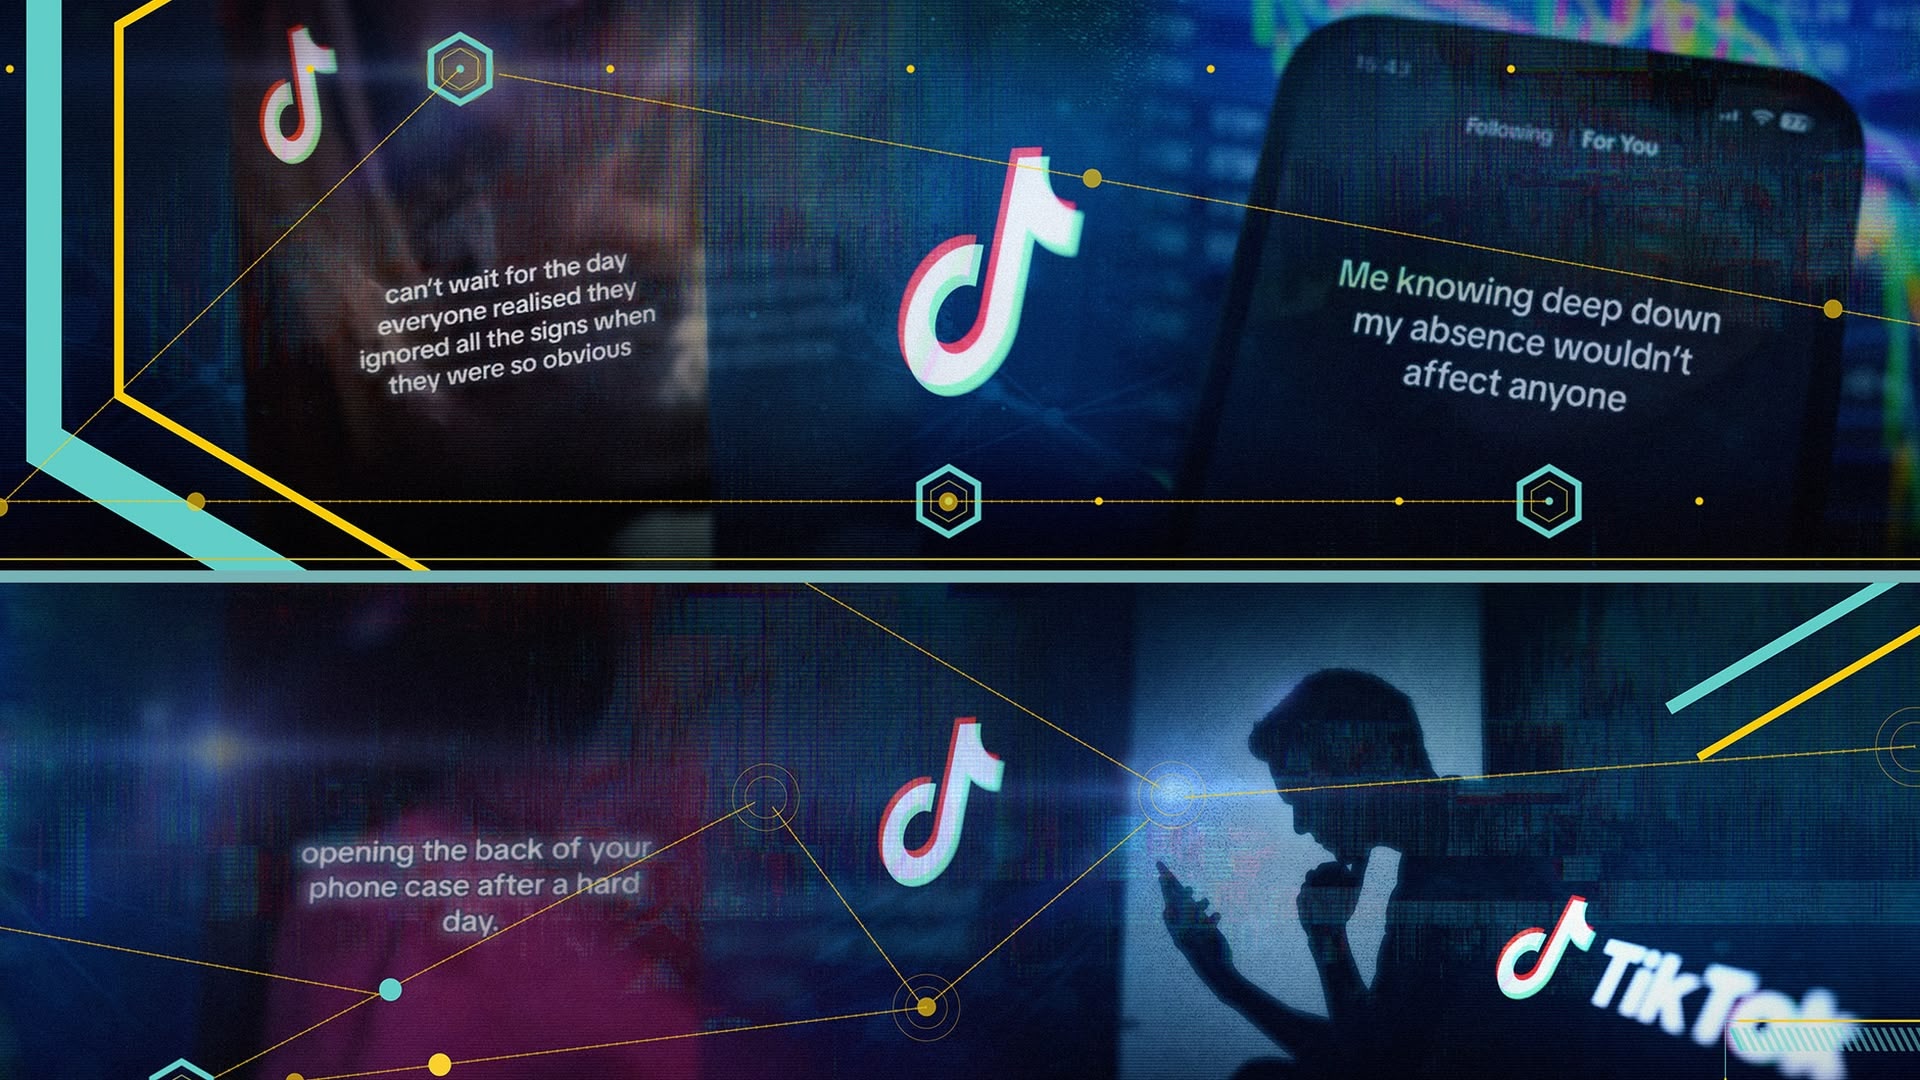 can't wait for the day
everyone realised they
ignored all the signs when
they were so obvious
15:43
Following
For You
Me knowing deep down
my absence wouldn't
affect anyone
opening the back of your
phone case after a hard
day.
TikTok